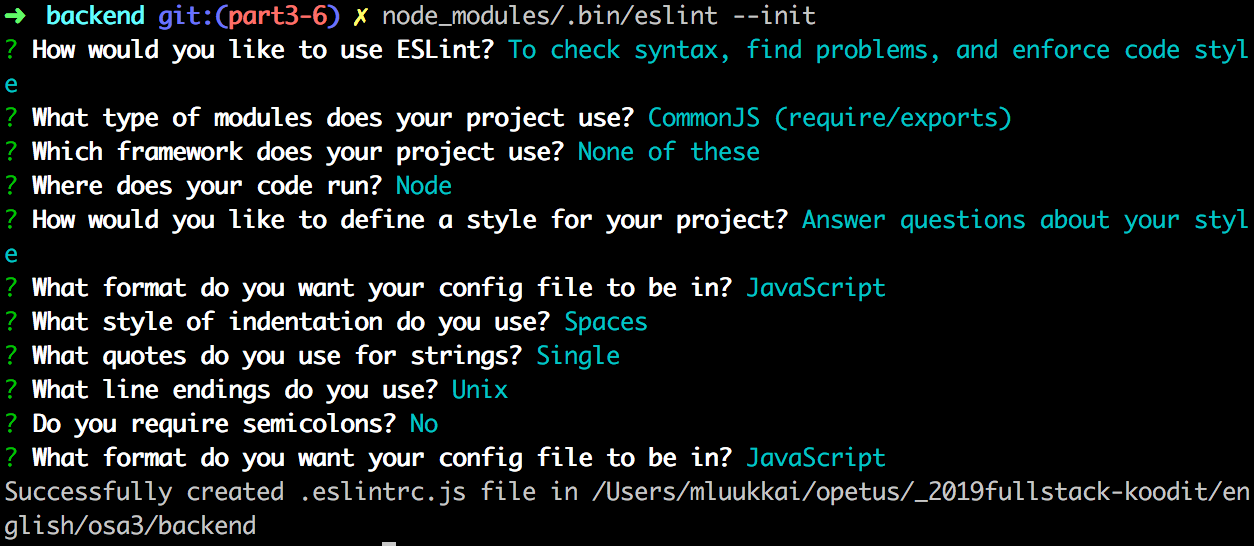 ➜ backend git:(part3-6) ✗ node_modules/.bin/eslint --init
? How would you like to use ESLint? To check syntax, find problems, and enforce code styl
e
? What type of modules does your project use? CommonJS (require/exports)
? Which framework does your project use? None of these
? Where does your code run? Node
? How would you like to define a style for your project? Answer questions about your styl
e
? What format do you want your config file to be in? JavaScript
? What style of indentation do you use? Spaces
? What quotes do you use for strings? Single
? What line endings do you use? Unix
? Do you require semicolons? No
? What format do you want your config file to be in? JavaScript
Successfully created .eslintrc.js file in /Users/mluukkai/opetus/_2019fullstack-koodit/en
glish/osa3/backend